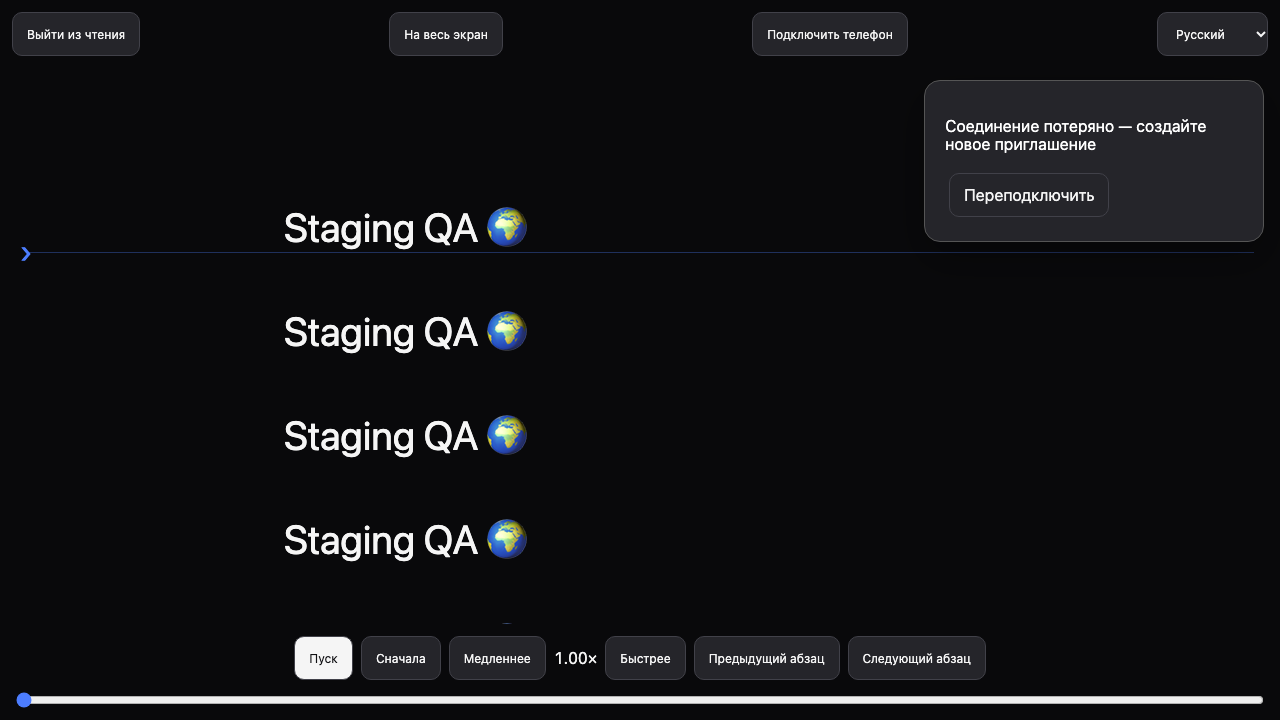 Выйти из чтения
На весь экран
Подключить телефон
Русский
Соединение потеряно — создайте
новое приглашение
Переподключить
Staging QA 🌍
›
Staging QA 🌍
Staging QA 🌍
Staging QA 🌍
Пуск
Сначала
Медленнее
1.00×
Быстрее
Предыдущий абзац
Следующий абзац